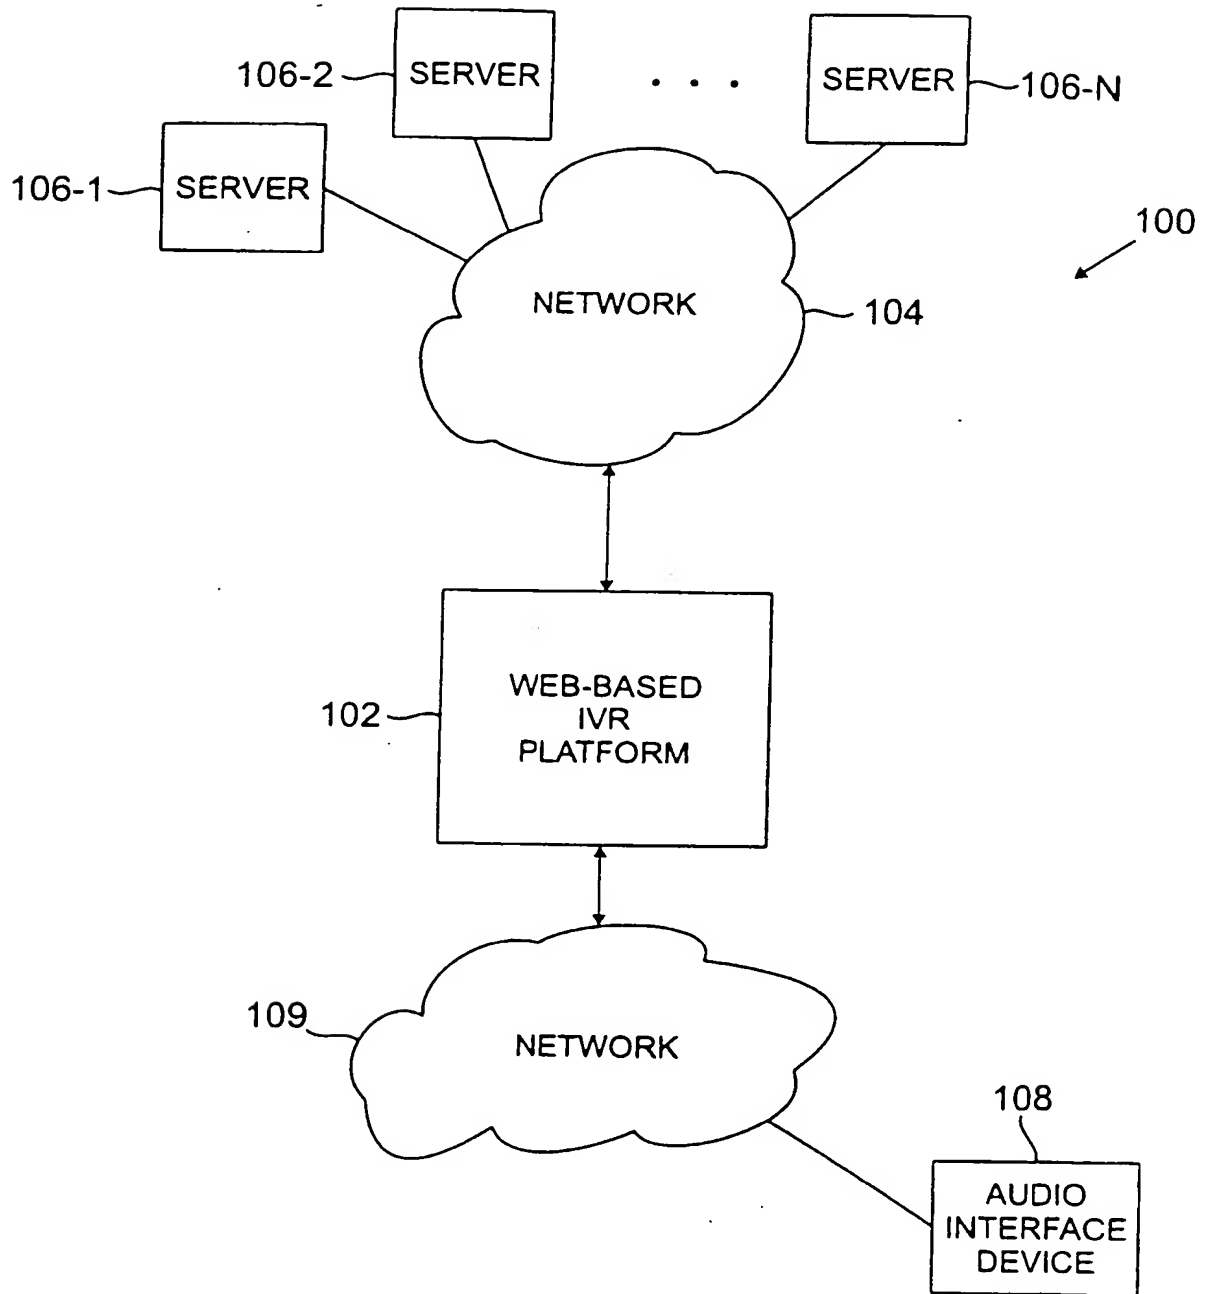 106-2
SERVER
. . .
SERVER
106-N
106-1
SERVER
100
NETWORK
104
102
WEB-BASED
IVR
PLATFORM
109
NETWORK
108
AUDIO
INTERFACE
DEVICE